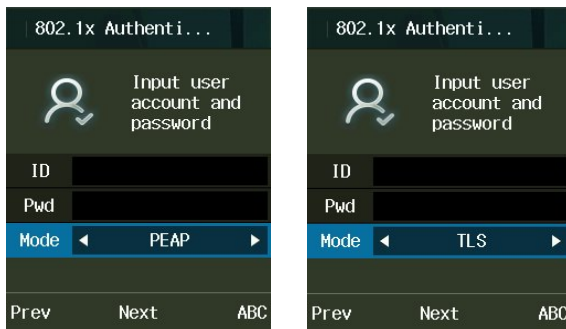 802.1x Authenti...
Input user
account and
password
ID
Pwd
Mode PEAP
Prev Next ABC
802.1x Authenti...
Input user
account and
password
ID
Pwd
Mode TLS
Prev Next ABC